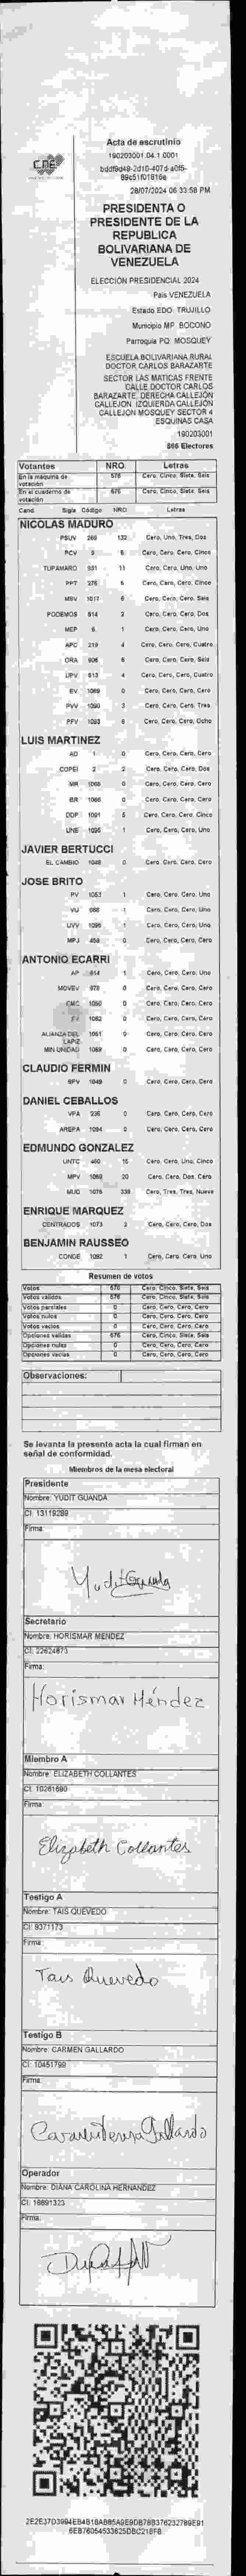 CNE
Acta de escrutinio
190203001.04.1.0001
28/07/2024 06:33:58 PM
PRESIDENTA O
PRESIDENTE DE LA
REPUBLICA
BOLIVARIANA DE
VENEZUELA
ELECCIÓN PRESIDENCIAL 2024
País VENEZUELA
Estado EDO. TRUJILLO
Municipio MP. BOCONO
Parroquia PQ. MOSQUEY
ESCUELA BOLIVARIANA RURAL
DOCTOR CARLOS BARAZARTE
SECTOR LAS MATICAS FRENTE
CALLE DOCTOR CARLOS
BARAZARTE. DERECHA CALLEJÓN
CALLEJÓN. IZQUIERDA CALLEJÓN
CALLEJÓN MOSQUEY SECTOR 4
ESQUINAS CASA
190203001
866 Electores
Votantes NRO. Letras
En la máquina de votación 576 Cero, Cinco, Siete, Seis
En el cuaderno de votación 576 Cero, Cinco, Siete, Seis
Cand. Sigla Código NRO Letras
NICOLAS MADURO
PSUV 269 132 Cero, Uno, Tres, Dos
PCV 5 Cero, Cero, Cero, Cinco
TUPAMARO 931 11 Cero, Cero, Uno, Uno
PPT 276 5 Cero, Cero, Cero, Cinco
MSV 1017 6 Cero, Cero, Cero, Seis
PODEMOS 614 2 Cero, Cero, Cero, Dos
MEP 1 Cero, Cero, Cero, Uno
APC 219 4 Cero, Cero, Cero, Cuatro
ORA 906 6 Cero, Cero, Cero, Seis
UPV 513 4 Cero, Cero, Cero, Cuatro
EV 1089 0 Cero, Cero, Cero, Cero
PVV 1090 3 Cero, Cero, Cero, Tres
PFV 1093 8 Cero, Cero, Cero, Ocho
LUIS MARTINEZ
AD 1 0 Cero, Cero, Cero, Cero
COPEI 2 2 Cero, Cero, Cero, Dos
MR 1065 0 Cero, Cero, Cero, Cero
BR 1066 0 Cero, Cero, Cero, Cero
DDP 1091 5 Cero, Cero, Cero, Cinco
UNE 1095 1 Cero, Cero, Cero, Uno
JAVIER BERTUCCI
EL CAMBIO 1048 0 Cero, Cero, Cero, Cero
JOSE BRITO
PV 1053 1 Cero, Cero, Cero, Uno
VU 968 1 Cero, Cero, Cero, Uno
UVV 1096 1 Cero, Cero, Cero, Uno
MPJ 458 0 Cero, Cero, Cero, Cero
ANTONIO ECARRI
AP 914 1 Cero, Cero, Cero, Uno
MOVEV 979 0 Cero, Cero, Cero, Cero
CMC 1050 0 Cero, Cero, Cero, Cero
FV 1052 0 Cero, Cero, Cero, Cero
ALIANZA DEL LAPIZ 1051 0 Cero, Cero, Cero, Cero
MIN UNIDAD 1069 0 Cero, Cero, Cero, Cero
CLAUDIO FERMIN
SPV 1049 0 Cero, Cero, Cero, Cero
DANIEL CEBALLOS
VPA 236 0 Cero, Cero, Cero, Cero
AREPA 1094 0 Cero, Cero, Cero, Cero
EDMUNDO GONZALEZ
UNTC 460 15 Cero, Cero, Uno, Cinco
MPV 1068 20 Cero, Cero, Dos, Cero
MUD 1075 339 Cero, Tres, Tres, Nueve
ENRIQUE MARQUEZ
CENTRADOS 1073 2 Cero, Cero, Cero, Dos
BENJAMIN RAUSSEO
CONDE 1092 1 Cero, Cero, Cero, Uno
Resumen de votos
Votos 576 Cero, Cinco, Siete, Seis
Votos válidos 576 Cero, Cinco, Siete, Seis
Votos parciales 0 Cero, Cero, Cero, Cero
Votos nulos 0 Cero, Cero, Cero, Cero
Votos vacíos 0 Cero, Cero, Cero, Cero
Opciones válidas 576 Cero, Cinco, Siete, Seis
Opciones nulas 0 Cero, Cero, Cero, Cero
Opciones vacías 0 Cero, Cero, Cero, Cero
Observaciones:
Se levanta la presente acta la cual firman en
señal de conformidad.
Miembros de la mesa electoral
Presidente
Nombre: YUDIT GUANDA
CI: 13118289
Firma:
Yudit Guanda
Secretario
Nombre: HORISMAR MENDEZ
CI: 22624873
Firma:
Horismar Méndez
Miembro A
Nombre: ELIZABETH COLLANTES
CI: 10261690
Firma:
Elizabeth Collantes
Testigo A
Nombre: TAIS QUEVEDO
CI: 9371173
Firma:
Tais Quevedo
Testigo B
Nombre: CARMEN GALLARDO
CI: 10451799
Firma:
Carmen Teresa Gallardo
Operador
Nombre: DIANA CAROLINA HERNANDEZ
CI: 16891323
Firma: